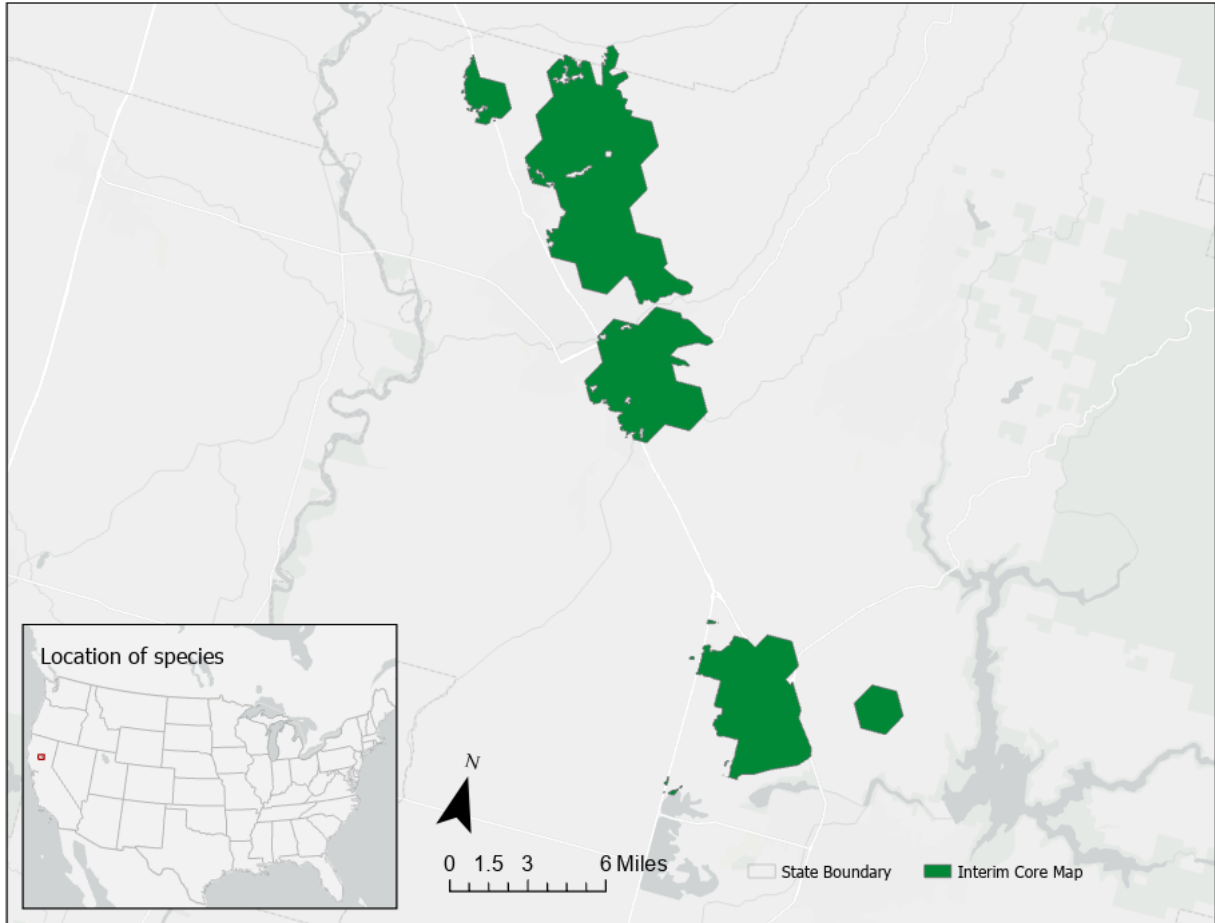 Location of species
N
0 1.5 3 6 Miles
State Boundary
Interim Core Map